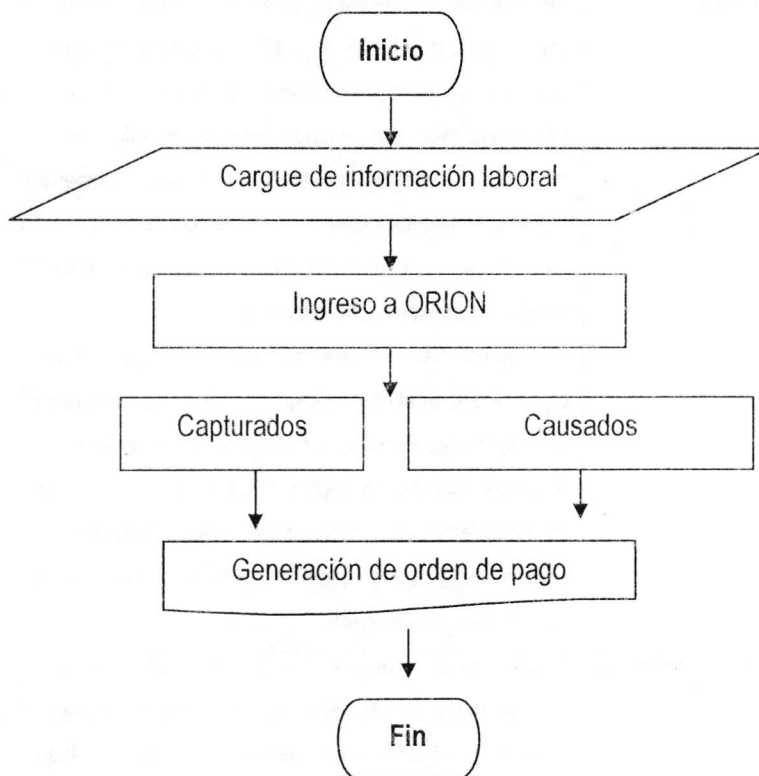 Inicio
Cargue de información laboral
Ingreso a ORION
Capturados
Causados
Generación de orden de pago
Fin